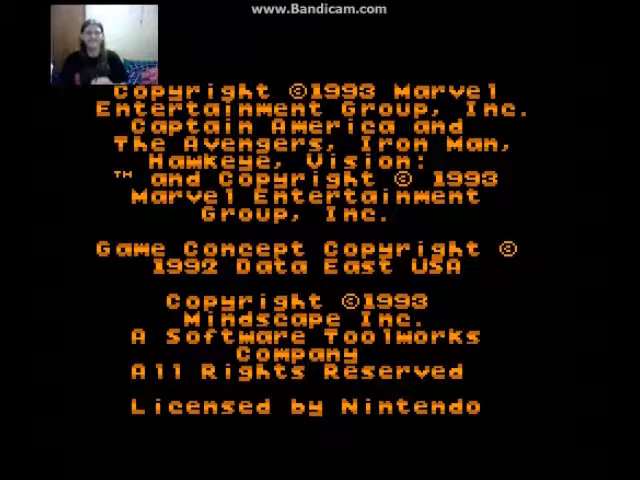 www.Bandicam.com
Copyright ©1993 Marvel
Entertainment Group, Inc.
Captain America and
The Avengers, Iron Man,
Hawkeye, Vision:
™ and Copyright © 1993
Marvel Entertainment
Group, Inc.
Game Concept Copyright ©
1992 Data East USA
Copyright ©1993
Mindscape Inc.
A Software Toolworks
Company
All Rights Reserved
Licensed by Nintendo